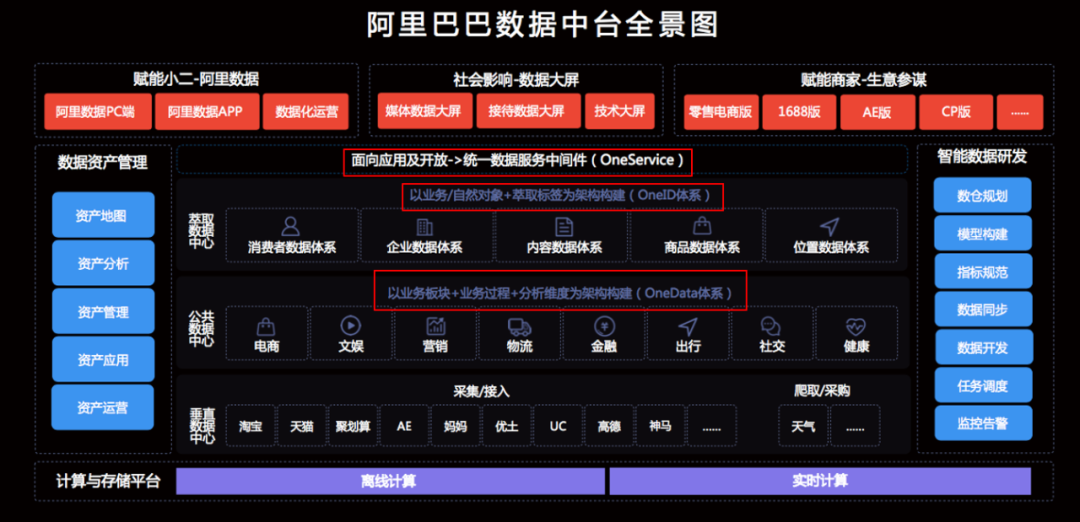 阿里巴巴数据中台全景图
赋能小二-阿里数据
阿里数据PC端
阿里数据APP
数据化运营
社会影响-数据大屏
媒体数据大屏
接待数据大屏
技术大屏
赋能商家-生意参谋
零售电商版
1688版
AE版
CP版
......
数据资产管理
资产地图
资产分析
资产管理
资产应用
资产运营
面向应用及开放->统一数据服务中间件（OneService）
萃取
数据
中心
以业务/自然对象+萃取标签为架构构建（OneID体系）
消费者数据体系
企业数据体系
内容数据体系
商品数据体系
位置数据体系
公共
数据
中心
以业务板块+业务过程+分析维度为架构构建（OneData体系）
电商
文娱
营销
物流
金融
出行
社交
健康
垂直
数据
中心
采集/接入
淘宝
天猫
聚划算
AE
妈妈
优土
UC
高德
神马
......
爬取/采购
天气
......
智能数据研发
数仓规划
模型构建
指标规范
数据同步
数据开发
任务调度
监控告警
计算与存储平台
离线计算
实时计算